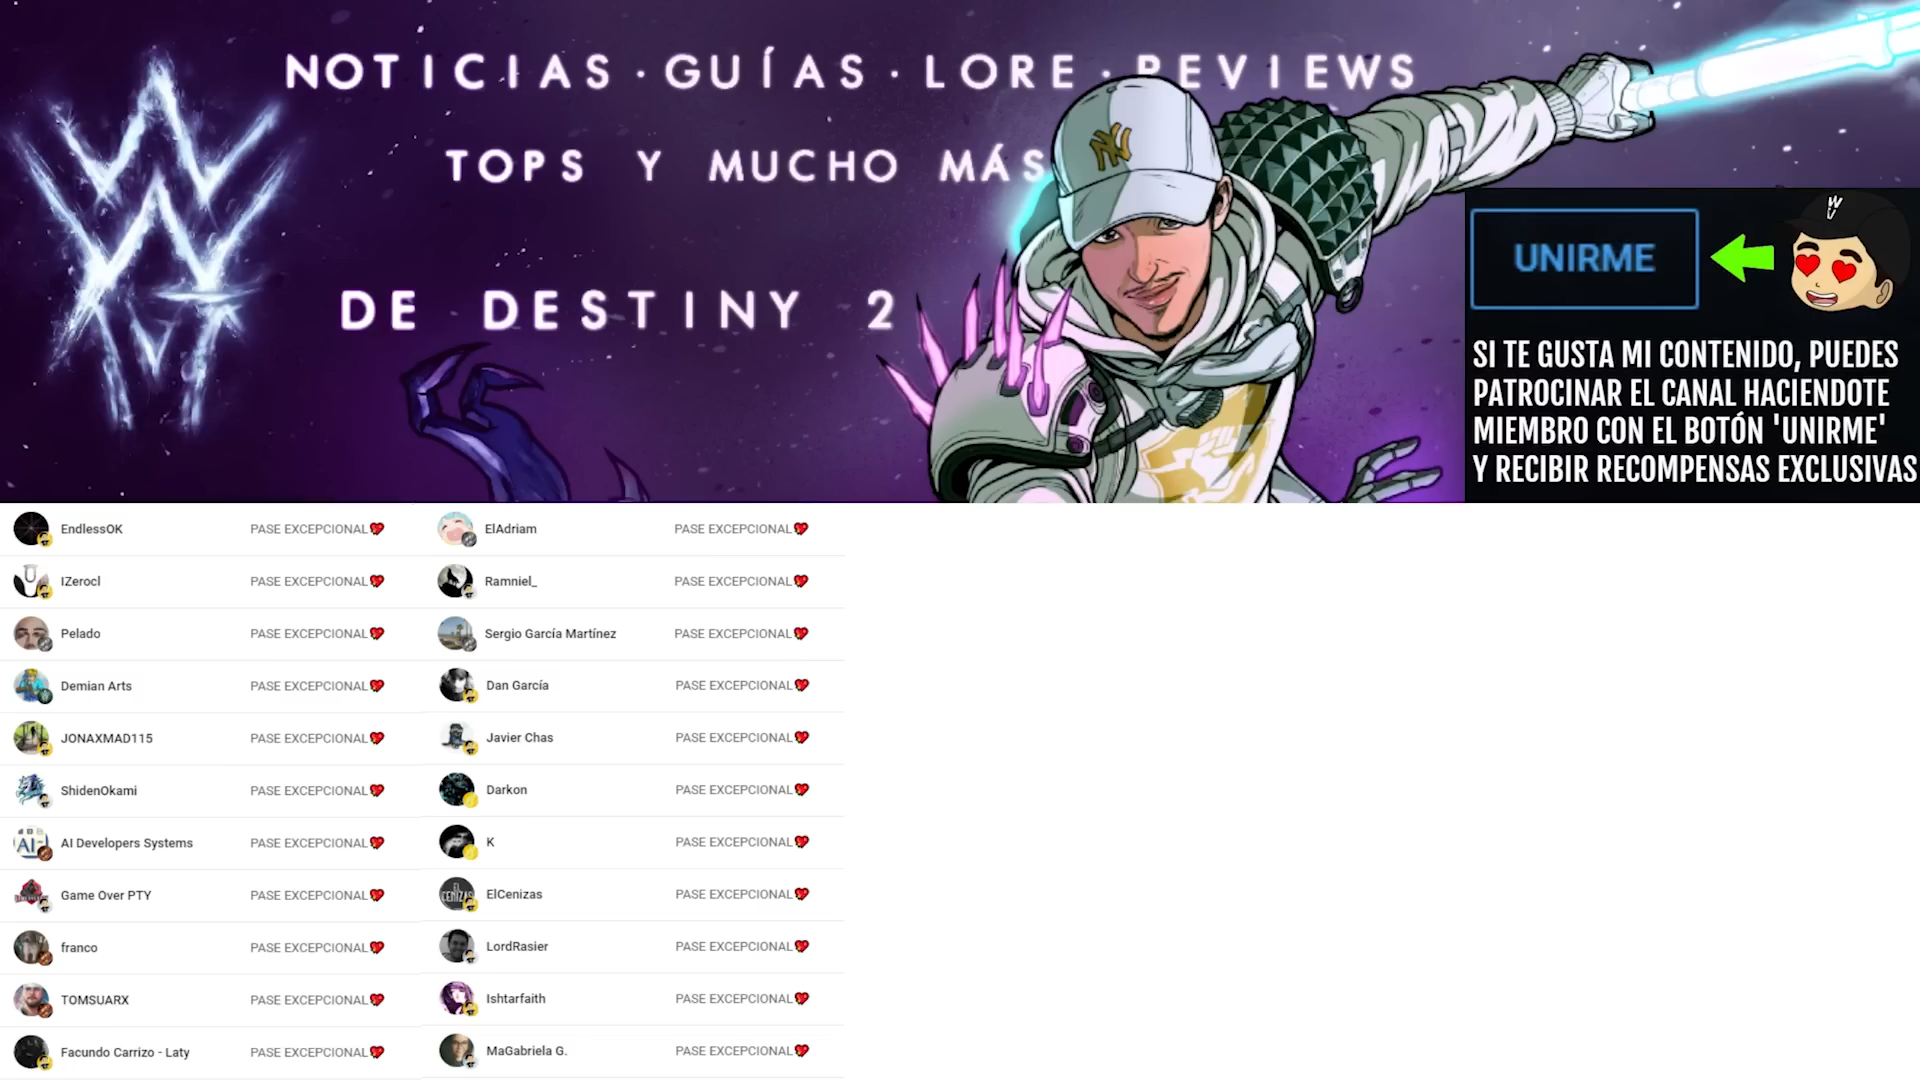 NOTICIAS · GUÍAS · LORE · REVIEWS
TOPS Y MUCHO MÁS
DE DESTINY 2
NY
WU
UNIRME
SI TE GUSTA MI CONTENIDO, PUEDES
PATROCINAR EL CANAL HACIENDOTE
MIEMBRO CON EL BOTÓN 'UNIRME'
Y RECIBIR RECOMPENSAS EXCLUSIVAS
EndlessOK PASE EXCEPCIONAL
IZerocl PASE EXCEPCIONAL
Pelado PASE EXCEPCIONAL
Demian Arts PASE EXCEPCIONAL
JONAXMAD115 PASE EXCEPCIONAL
ShidenOkami PASE EXCEPCIONAL
AI
AI Developers Systems PASE EXCEPCIONAL
Game Over PTY PASE EXCEPCIONAL
franco PASE EXCEPCIONAL
TOMSUARX PASE EXCEPCIONAL
Facundo Carrizo - Laty PASE EXCEPCIONAL
ElAdriam PASE EXCEPCIONAL
Ramniel_ PASE EXCEPCIONAL
Sergio García Martínez PASE EXCEPCIONAL
Dan García PASE EXCEPCIONAL
Javier Chas PASE EXCEPCIONAL
Darkon PASE EXCEPCIONAL
K PASE EXCEPCIONAL
EL
CENIZAS
ElCenizas PASE EXCEPCIONAL
LordRasier PASE EXCEPCIONAL
Ishtarfaith PASE EXCEPCIONAL
MaGabriela G. PASE EXCEPCIONAL